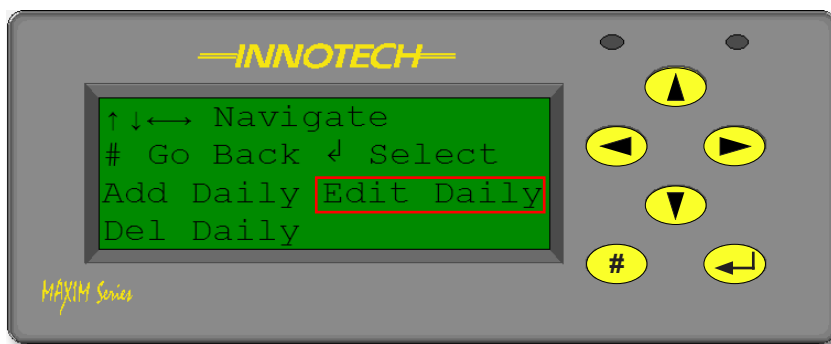 INNOTECH
↑↓←→ Navigate
# Go Back ↲ Select
Add Daily Edit Daily
Del Daily
#
MAXIM Series